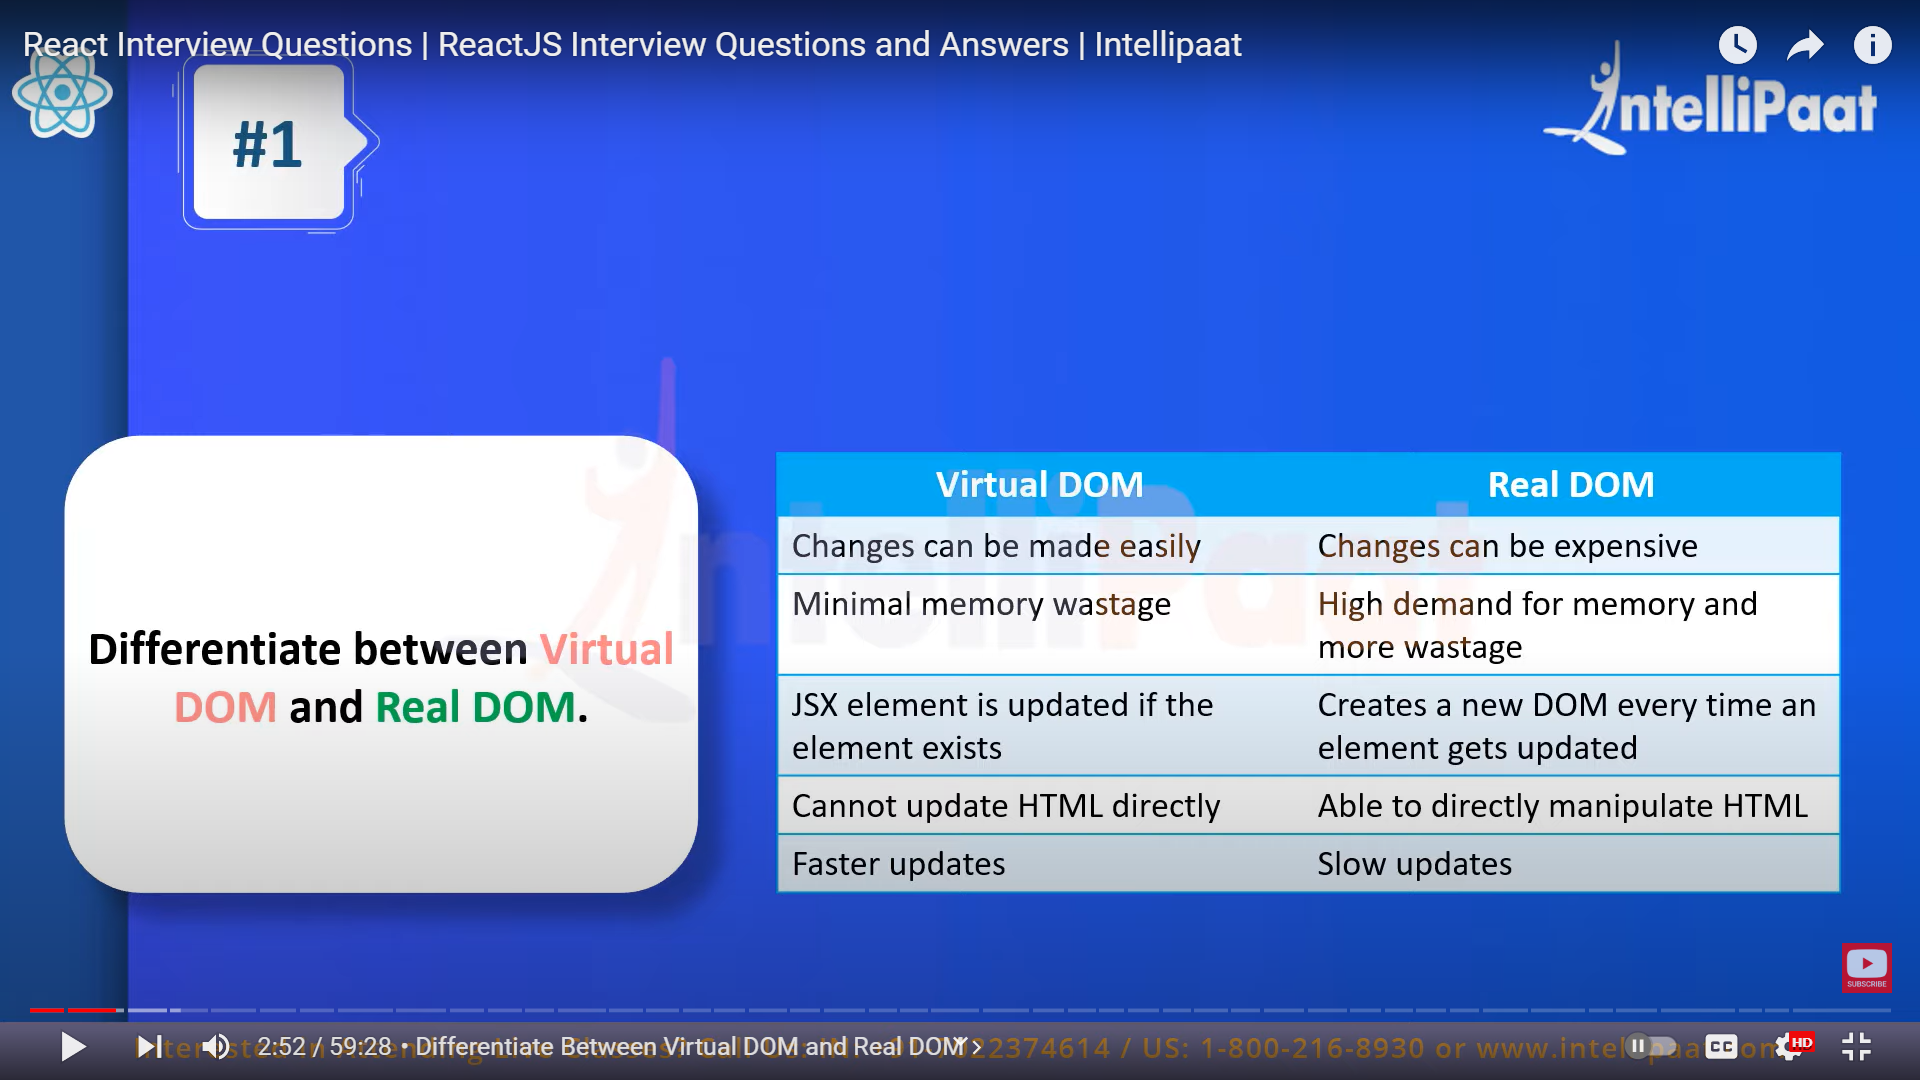 React Interview Questions | ReactJS Interview Questions and Answers | Intellipaat
#1
IntelliPaat
Differentiate between Virtual
DOM and Real DOM.
Virtual DOM Real DOM
Changes can be made easily Changes can be expensive
Minimal memory wastage High demand for memory and
more wastage
JSX element is updated if the Creates a new DOM every time an
element exists element gets updated
Cannot update HTML directly Able to directly manipulate HTML
Faster updates Slow updates
IntelliPaat
SUBSCRIBE
2:52 / 59:28 • Differentiate Between Virtual DOM and Real DOM >
22374614 / US: 1-800-216-8930 or
CC
HD